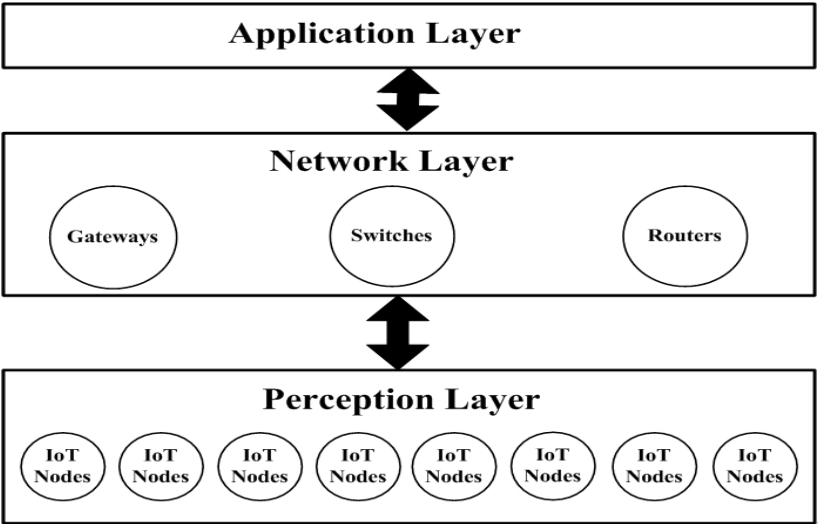 Application Layer
Network Layer
Gateways
Switches
Routers
Perception Layer
IoT
Nodes
IoT
Nodes
IoT
Nodes
IoT
Nodes
IoT
Nodes
IoT
Nodes
IoT
Nodes
IoT
Nodes